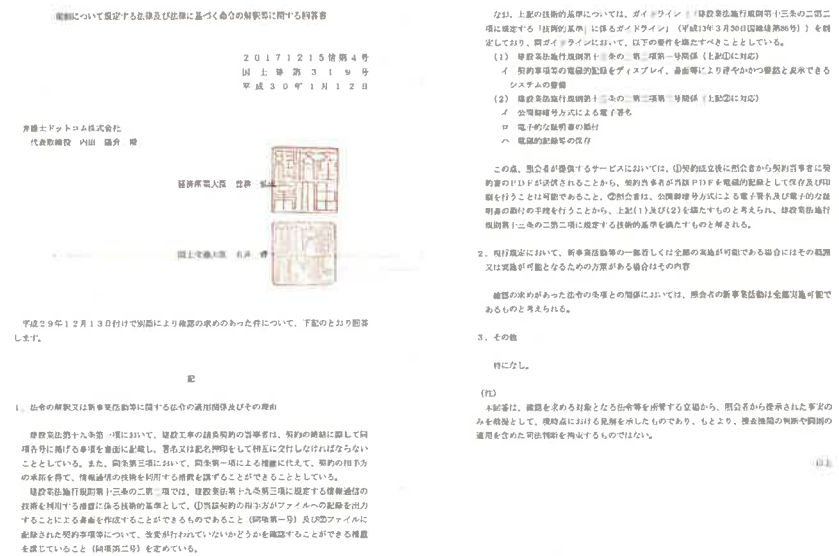 規制について規定する法律及び法律に基づく命令の解釈等に関する回答書
20171215情第4号
国土建第319号
平成30年1月12日
弁護士ドットコム株式会社
代表取締役 内田 陽介 殿
経済産業大臣 世耕
国土交通大臣 石井
平成29年12月13日付けで別添により確認の求めのあった件について、下記のとおり回答
します。
記
1．法令の解釈又は新事業活動等に関する法令の適用関係及びその理由
建設業法第十九条第一項において、建設工事の請負契約の当事者は、契約の締結に際して同
項各号に掲げる事項を書面に記載し、署名又は記名押印をして相互に交付しなければならない
こととしている。また、同条第三項において、同条第一項による措置に代えて、契約の相手方
の承諾を得て、情報通信の技術を利用する措置を講ずることができることとしている。
建設業法施行規則第十三条の二第二項では、建設業法第十九条第三項に規定する情報通信の
技術を利用する措置に係る技術的基準として、①当該契約の相手方がファイルへの記録を出力
することによる書面を作成することができるものであること（同項第一号）及び②ファイルに
記録された契約事項等について、改変が行われていないかどうかを確認することができる措置
を講じていること（同項第二号）を定めている。
なお、上記の技術的基準については、ガイドライン（「建設業法施行規則第十三条の二第二
項に規定する「技術的基準」に係るガイドライン」（平成13年3月30日国総建第86号））を制
定しており、同ガイドラインにおいて、以下の要件を満たすべきこととしている。
（1）建設業法施行規則第十三条の二第二項第一号関係（上記①に対応）
イ 契約事項等の電磁的記録をディスプレイ、書面等により速やかかつ整然と表示できる
システムの整備
（2）建設業法施行規則第十三条の二第二項第二号関係（上記②に対応）
イ 公開鍵暗号方式による電子署名
ロ 電子的な証明書の添付
ハ 電磁的記録等の保存
この点、照会者が提供するサービスにおいては、①契約成立後に照会者から契約当事者に契
約書のPDFが送信されることから、契約当事者が当該PDFを電磁的記録として保存及び印
刷を行うことは可能であること、②照会者は、公開鍵暗号方式による電子署名及び電子的な証
明書の添付の手続を行うことから、上記（1）及び（2）を満たすものと考えられ、建設業法施行
規則第十三条の二第二項に規定する技術的基準を満たすものと解される。
2．現行規定において、新事業活動等の一部若しくは全部の実施が可能である場合にはその範囲
又は実施が可能となるための方策がある場合はその内容
確認の求めがあった法令の条項との関係においては、照会者の新事業活動は全部実施可能で
あるものと考えられる。
3．その他
特になし。
（注）
本回答は、確認を求める対象となる法令等を所管する立場から、照会者から提示された事実の
みを前提として、現時点における見解を示したものであり、もとより、捜査機関の判断や罰則の
適用を含めた司法判断を拘束するものではない。
以上